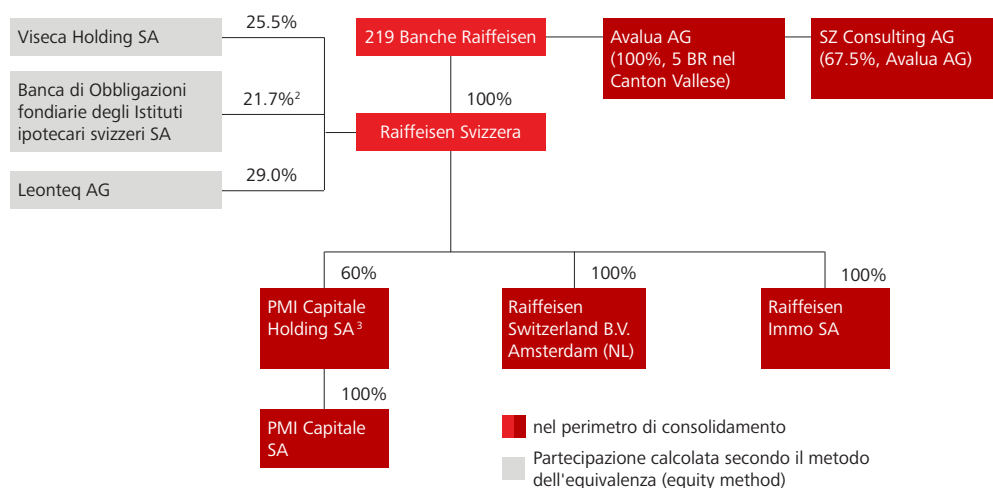 25.5%
Viseca Holding SA
219 Banche Raiffeisen
Avalua AG
(100%, 5 BR nel
Canton Vallese)
SZ Consulting AG
(67.5%, Avalua AG)
Banca di Obbligazioni
fondiarie degli Istituti
ipotecari svizzeri SA
21.7%²
100%
Raiffeisen Svizzera
29.0%
Leonteq AG
60%
100%
100%
PMI Capitale
Holding SA³
Raiffeisen
Switzerland B.V.
Amsterdam (NL)
Raiffeisen
Immo SA
100%
PMI Capitale
SA
nel perimetro di consolidamento
Partecipazione calcolata secondo il metodo
dell'equivalenza (equity method)